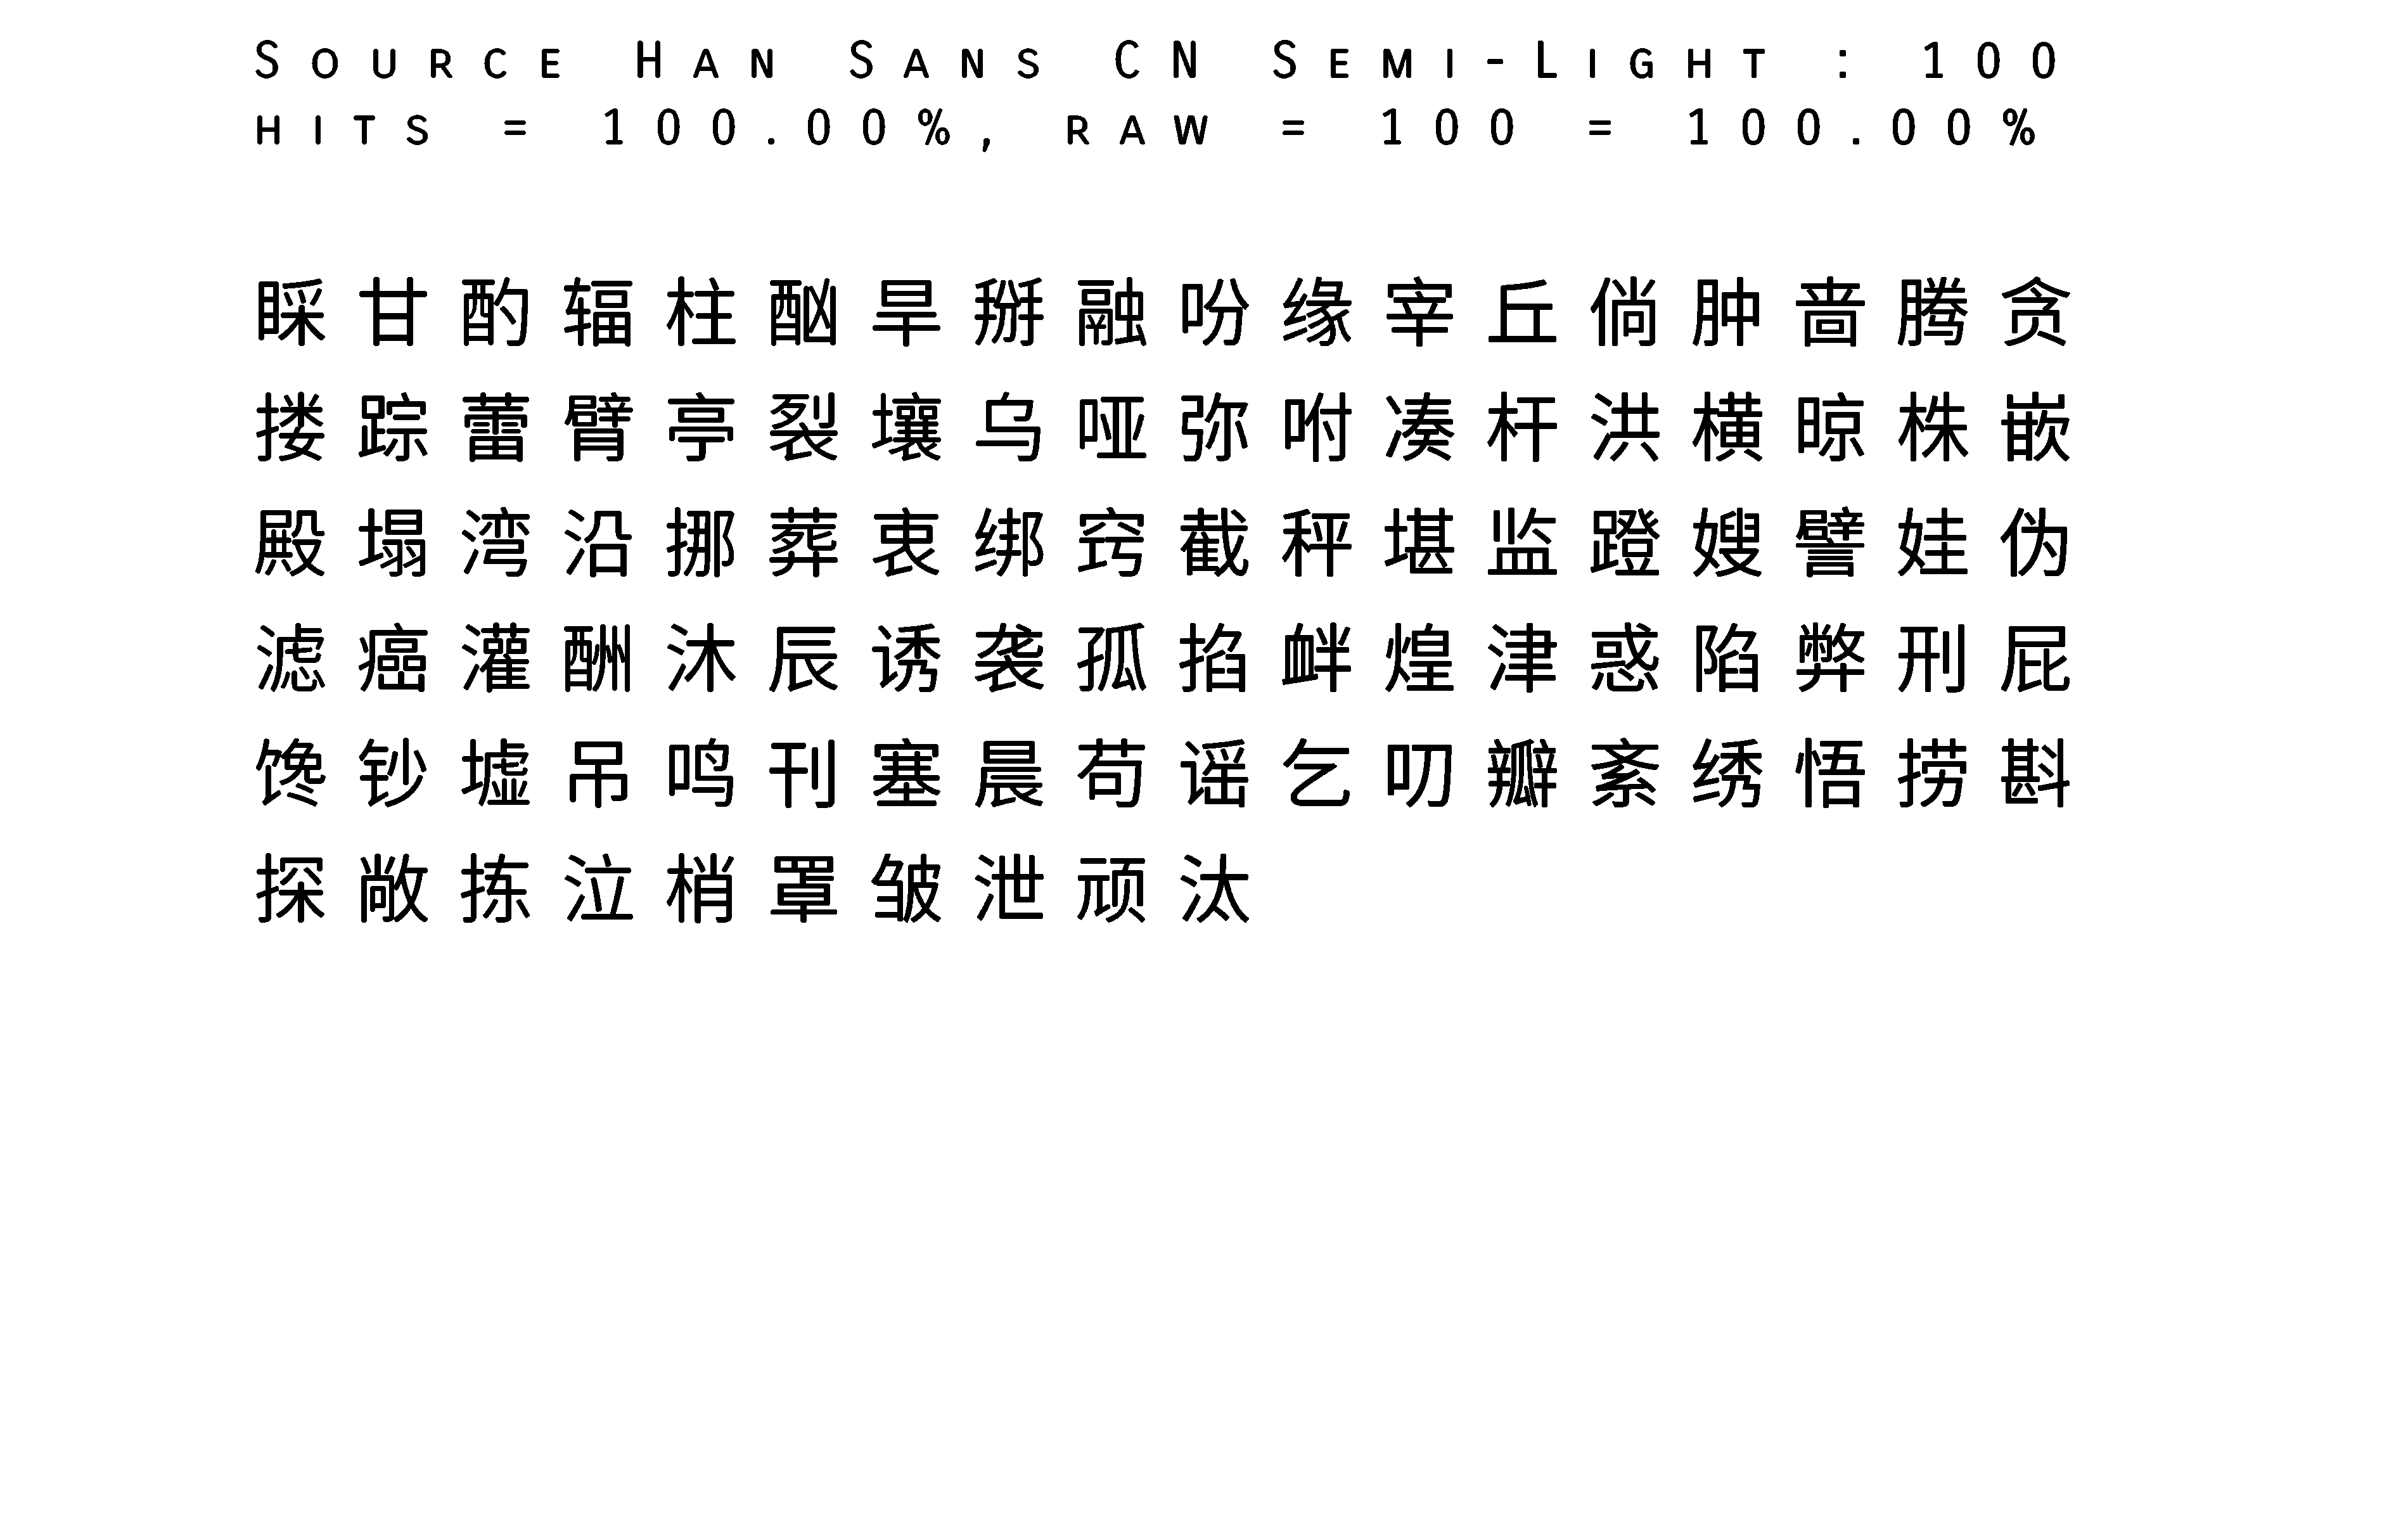 Source Han Sans CN Semi-Light : 100
hits = 100.00%, raw = 100 = 100.00%
睬甘酌辐柱酗旱掰融吩缘宰丘倘肿啬腾贪
搂踪蕾臂亭裂壤乌哑弥咐凑杆洪横晾株嵌
殿塌湾沿挪葬衷绑窍截秤堪监蹬嫂譬娃伪
滤癌灌酬沐辰诱袭孤掐衅煌津惑陷弊刑屁
馋钞墟吊鸣刊塞晨苟谣乞叨瓣紊绣悟捞斟
探敞拣泣梢罩皱泄顽汰